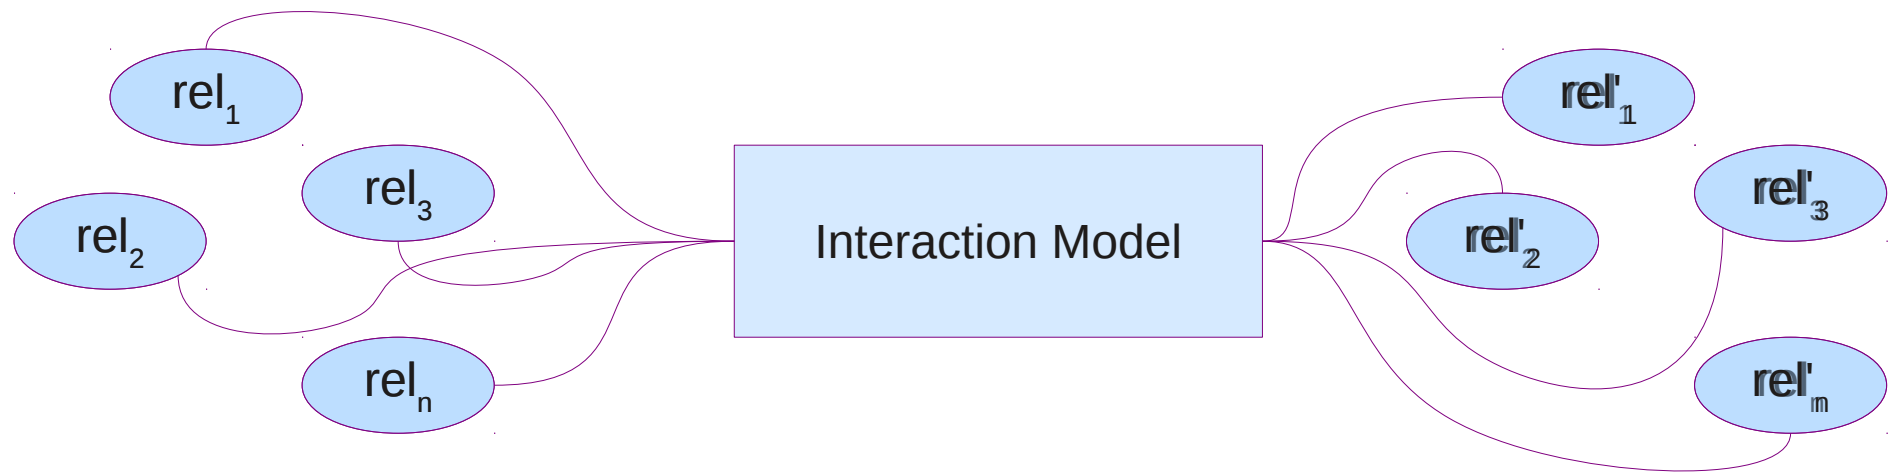 rel₁
rel₃
rel₂
relₙ
Interaction Model
rel'₁
rel'₃
rel'₂
rel'ₙ